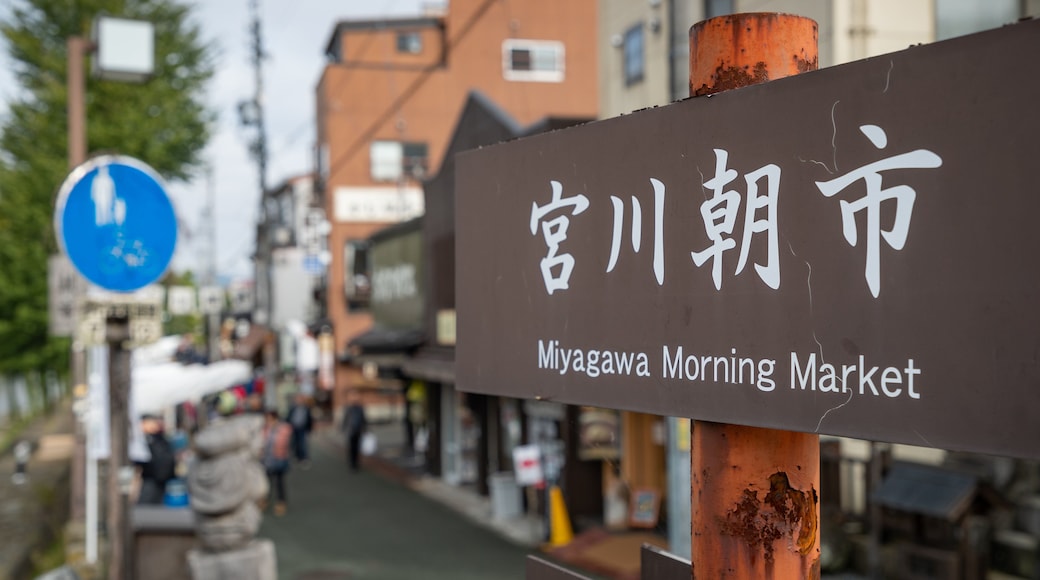 宮川朝市
Miyagawa Morning Market